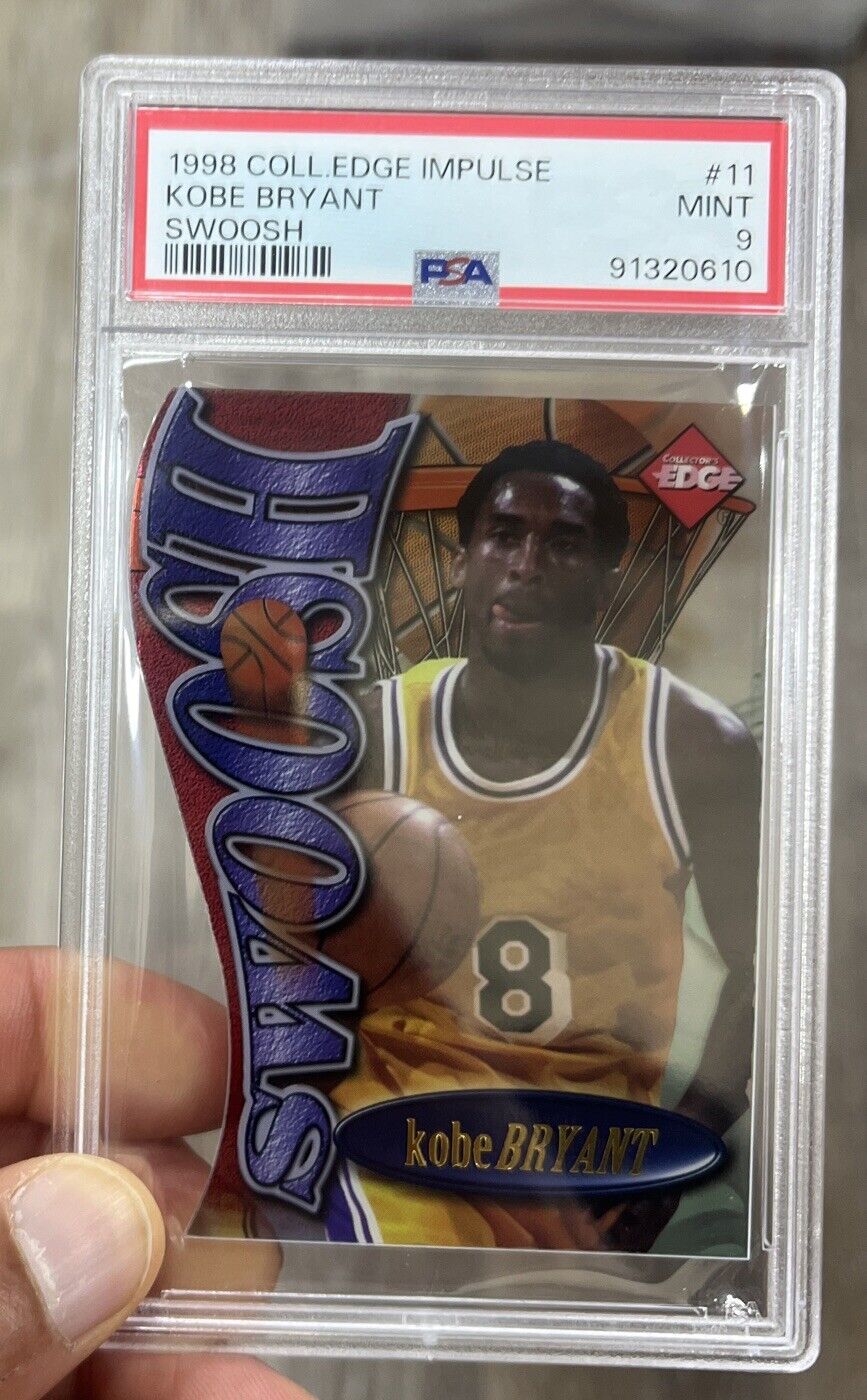 1998 COLL.EDGE IMPULSE #11
KOBE BRYANT MINT
SWOOSH 9
PSA 91320610
COLLECTOR'S
EDGE
SWOOSH
8
kobe BRYANT